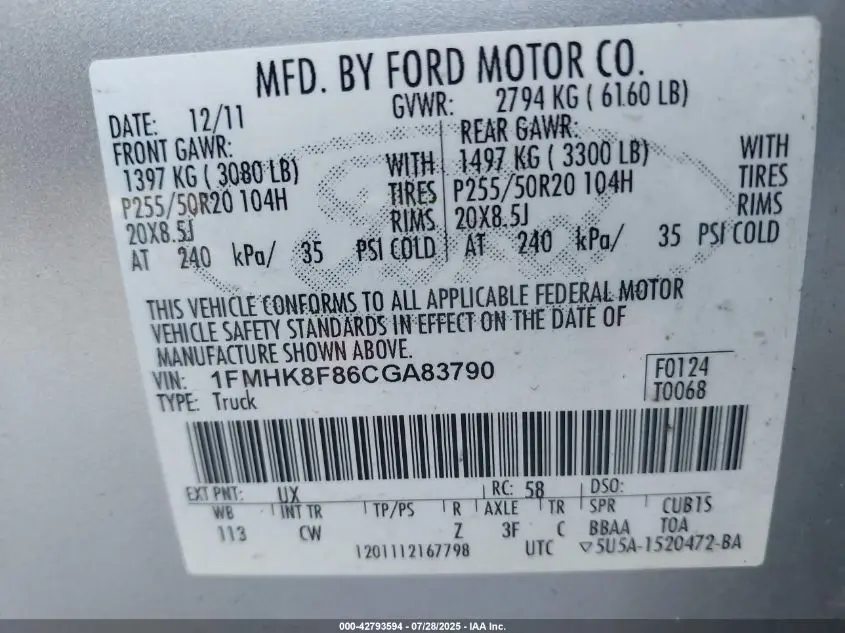 MFD. BY FORD MOTOR CO.
DATE: 12/11 GVWR: 2794 KG ( 6160 LB)
FRONT GAWR: REAR GAWR:
1397 KG ( 3080 LB) WITH 1497 KG ( 3300 LB) WITH
P255/50R20 104H TIRES P255/50R20 104H TIRES
20X8.5J RIMS 20X8.5J RIMS
AT 240 kPa/ 35 PSI COLD AT 240 kPa/ 35 PSI COLD
THIS VEHICLE CONFORMS TO ALL APPLICABLE FEDERAL MOTOR
VEHICLE SAFETY STANDARDS IN EFFECT ON THE DATE OF
MANUFACTURE SHOWN ABOVE.
VIN: 1FMHK8F86CGA83790 F0124
TYPE: Truck T0068
EXT PNT: UX RC: 58 DSO:
WB INT TR TP/PS R AXLE TR SPR CUB1S
113 CW Z 3F C BBAA TOA
1201112167798 UTC ▽5U5A-1520472-BA
000-42793594 / 07/28/2025 - IAA Inc.